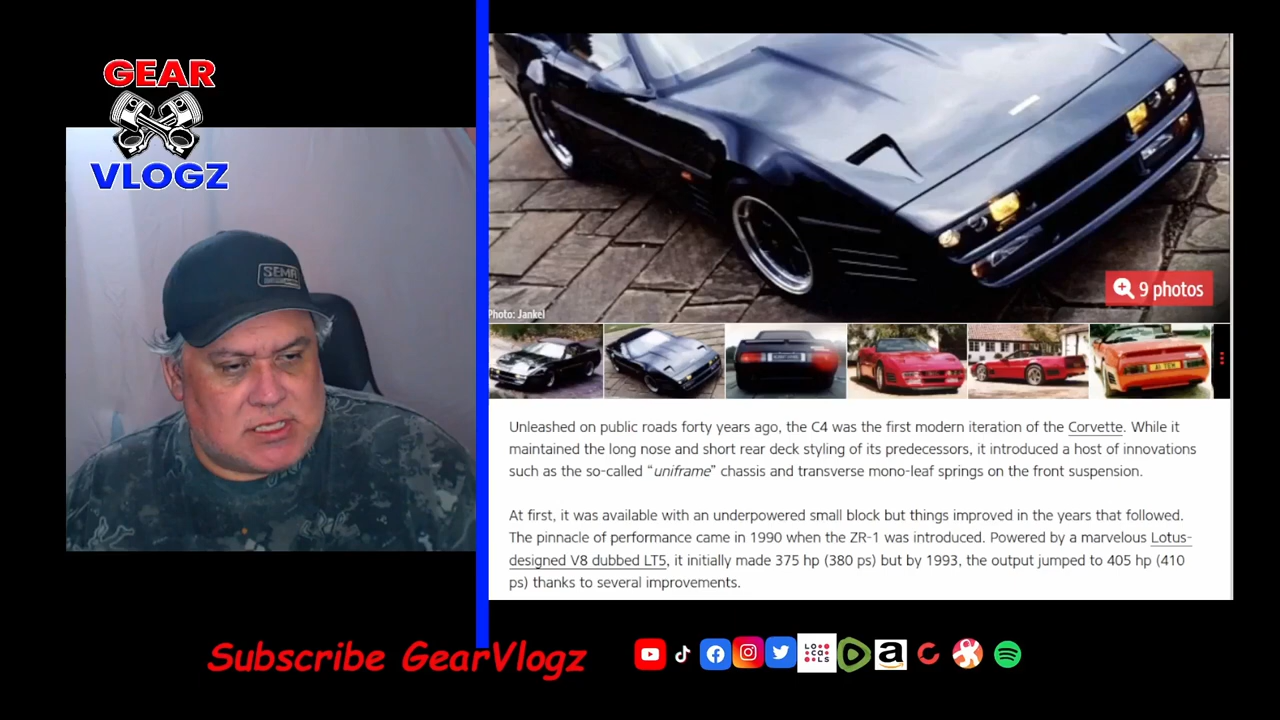 GEAR
VLOGZ
SEMA
9 photos
Photo: Jankel
Unleashed on public roads forty years ago, the C4 was the first modern iteration of the Corvette. While it
maintained the long nose and short rear deck styling of its predecessors, it introduced a host of innovations
such as the so-called “uniframe” chassis and transverse mono-leaf springs on the front suspension.
At first, it was available with an underpowered small block but things improved in the years that followed.
The pinnacle of performance came in 1990 when the ZR-1 was introduced. Powered by a marvelous Lotus-
designed V8 dubbed LT5, it initially made 375 hp (380 ps) but by 1993, the output jumped to 405 hp (410
ps) thanks to several improvements.
Subscribe GearVlogz
LOCALS